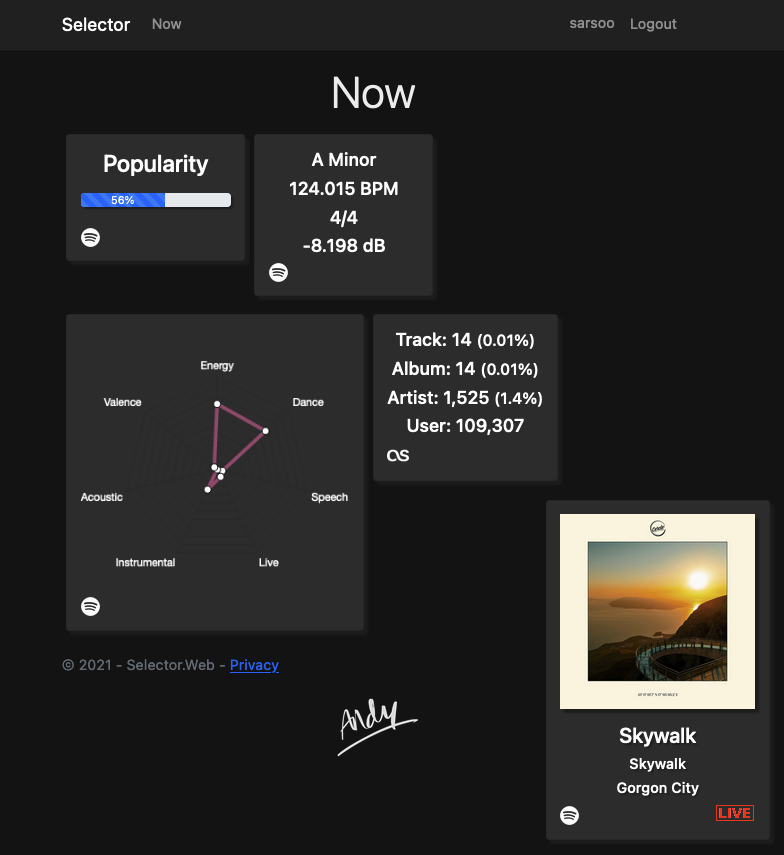 Selector Now sarsoo Logout
Now
Popularity
56%
A Minor
124.015 BPM
4/4
-8.198 dB
Energy
Valence Dance
Acoustic Speech
Instrumental Live
Track: 14 (0.01%)
Album: 14 (0.01%)
Artist: 1,525 (1.4%)
User: 109,307
© 2021 - Selector.Web - Privacy
Andy
Skywalk
Skywalk
Gorgon City
LIVE